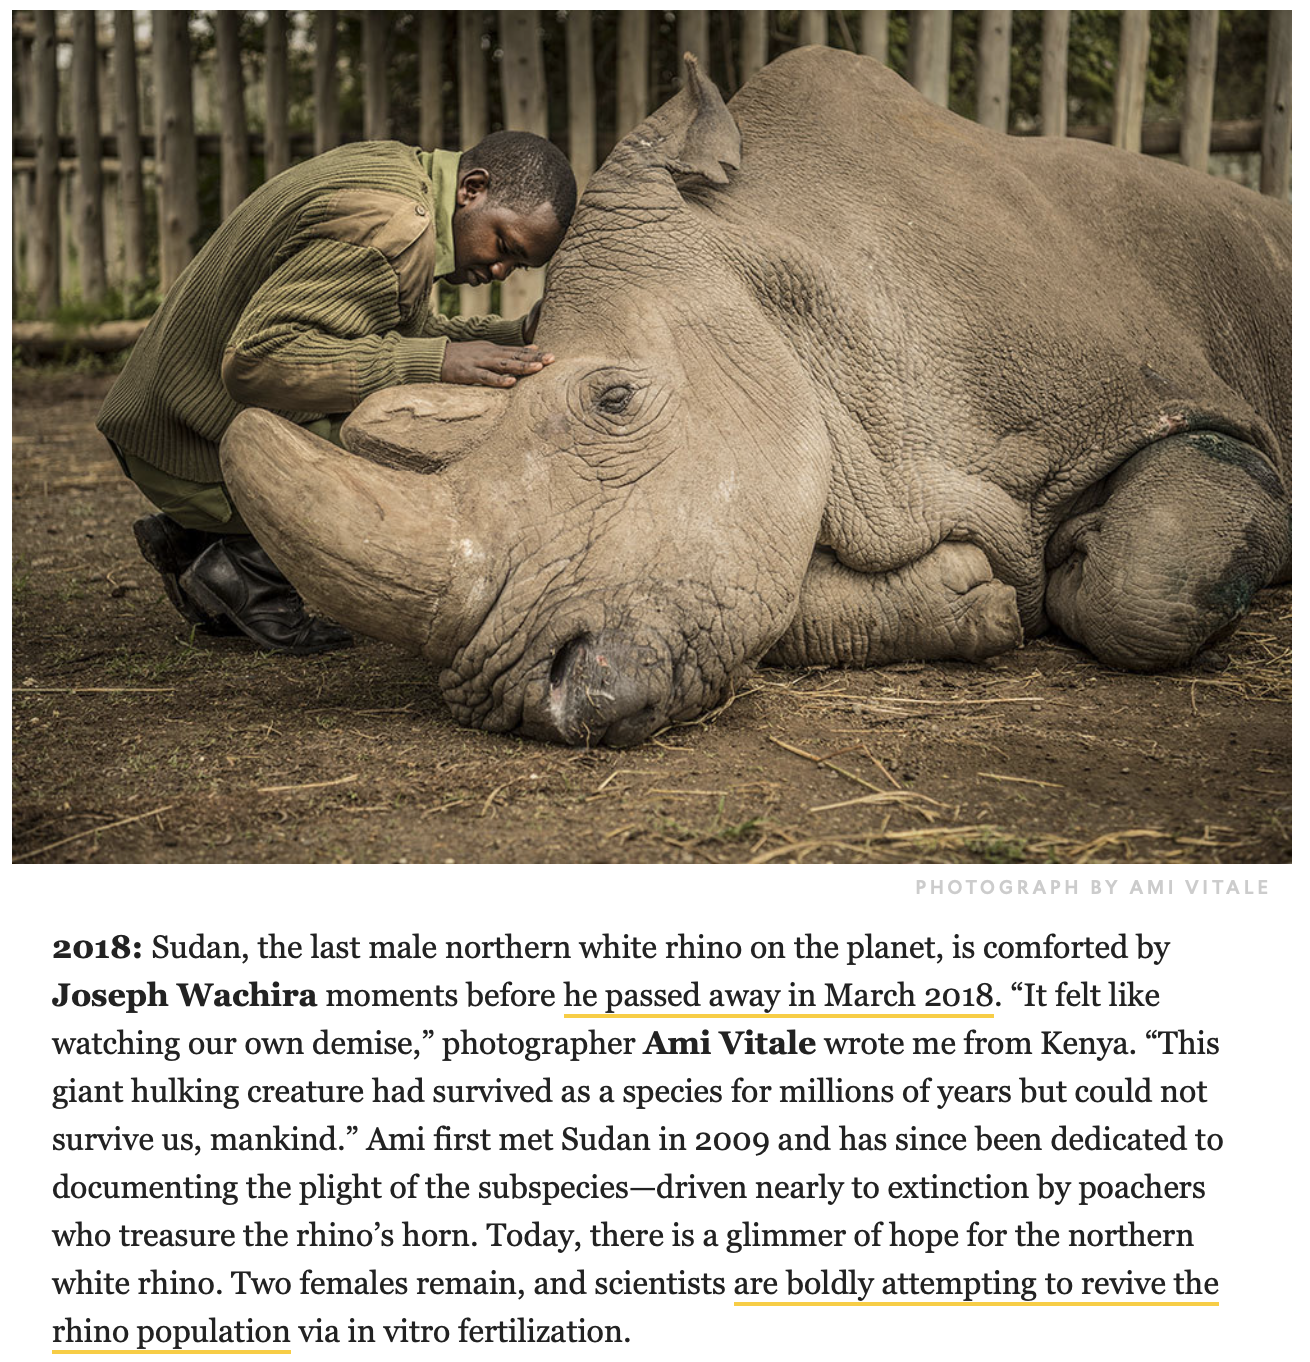 PHOTOGRAPH BY AMI VITALE
2018: Sudan, the last male northern white rhino on the planet, is comforted by
Joseph Wachira moments before he passed away in March 2018. “It felt like
watching our own demise,” photographer Ami Vitale wrote me from Kenya. “This
giant hulking creature had survived as a species for millions of years but could not
survive us, mankind.” Ami first met Sudan in 2009 and has since been dedicated to
documenting the plight of the subspecies—driven nearly to extinction by poachers
who treasure the rhino’s horn. Today, there is a glimmer of hope for the northern
white rhino. Two females remain, and scientists are boldly attempting to revive the
rhino population via in vitro fertilization.